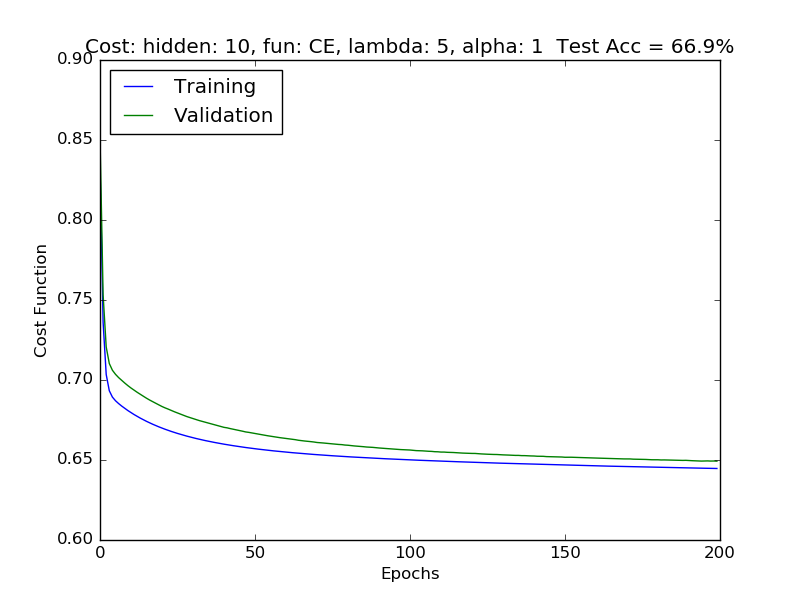 Cost: hidden: 10, fun: CE, lambda: 5, alpha: 1  Test Acc = 66.9%
0.90
Training
Validation
0.85
0.80
0.75
0.70
0.65
0.60
Cost Function
0 50 100 150 200
Epochs